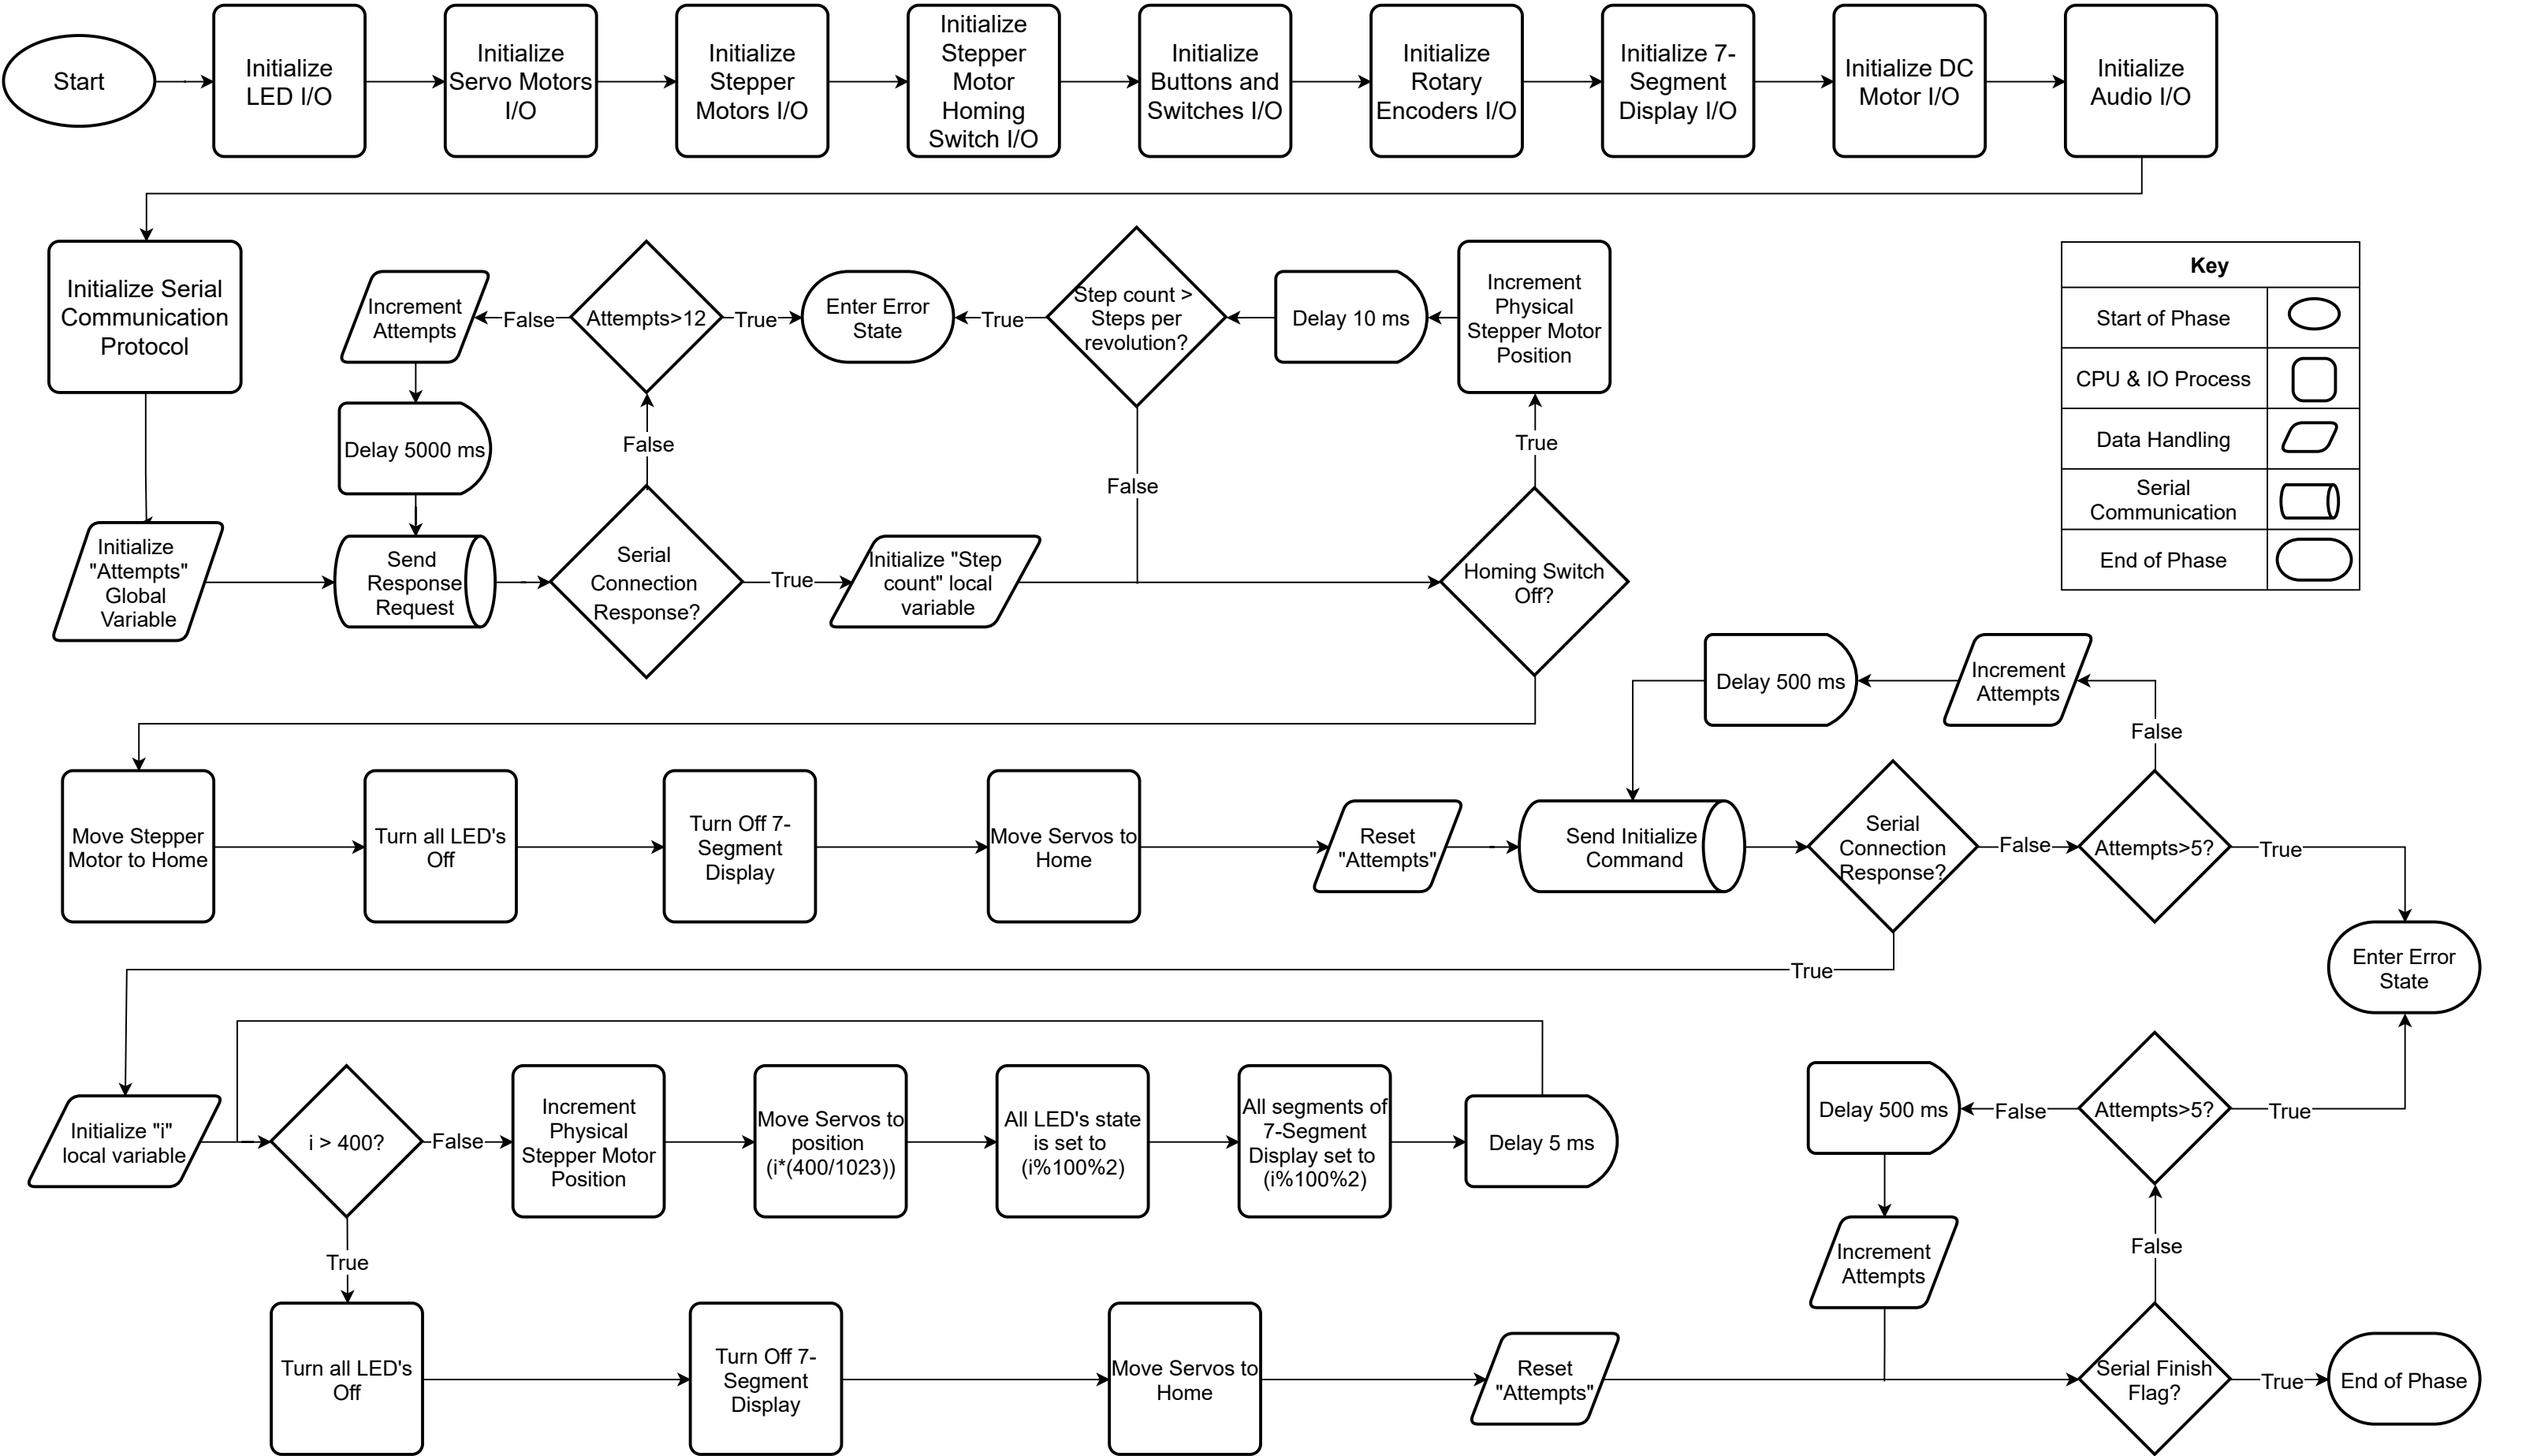 Start
Initialize
LED I/O
Initialize
Servo Motors
I/O
Initialize
Stepper
Motors I/O
Initialize
Stepper
Motor
Homing
Switch I/O
Initialize
Buttons and
Switches I/O
Initialize
Rotary
Encoders I/O
Initialize 7-
Segment
Display I/O
Initialize DC
Motor I/O
Initialize
Audio I/O
Initialize Serial
Communication
Protocol
Increment
Attempts
False
Attempts>12
True
Enter Error
State
True
Step count >
Steps per
revolution?
Delay 10 ms
Increment
Physical
Stepper Motor
Position
Key
Start of Phase
CPU & IO Process
Data Handling
Serial
Communication
End of Phase
Delay 5000 ms
False
False
True
Initialize
"Attempts"
Global
Variable
Send
Response
Request
Serial
Connection
Response?
True
Initialize "Step
count" local
variable
Homing Switch
Off?
Delay 500 ms
Increment
Attempts
False
Move Stepper
Motor to Home
Turn all LED's
Off
Turn Off 7-
Segment
Display
Move Servos to
Home
Reset
"Attempts"
Send Initialize
Command
Serial
Connection
Response?
False
Attempts>5?
True
True
Enter Error
State
Initialize "i"
local variable
i > 400?
False
Increment
Physical
Stepper Motor
Position
Move Servos to
position
(i*(400/1023))
All LED's state
is set to
(i%100%2)
All segments of
7-Segment
Display set to
(i%100%2)
Delay 5 ms
Delay 500 ms
False
Attempts>5?
True
True
Increment
Attempts
False
Turn all LED's
Off
Turn Off 7-
Segment
Display
Move Servos to
Home
Reset
"Attempts"
Serial Finish
Flag?
True
End of Phase